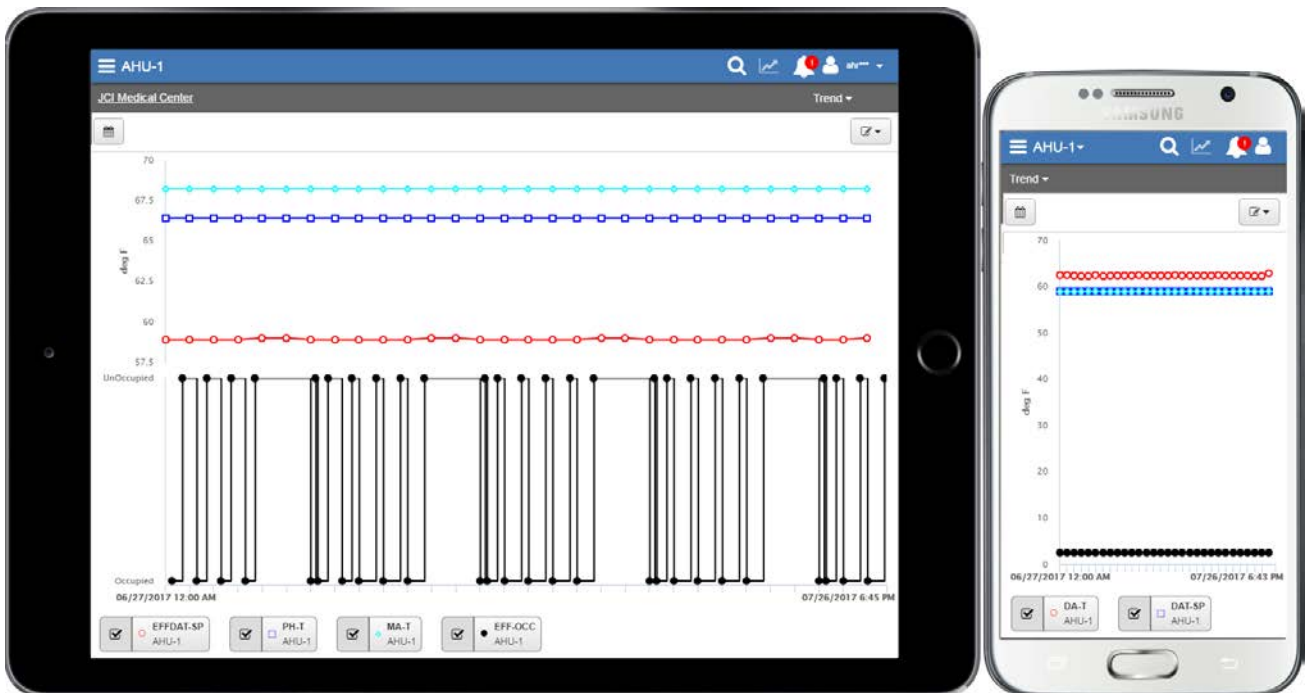 AHU-1
1
JCI Medical Center
Trend
70
67.5
65
62.5
60
57.5
deg F
UnOccupied
Occupied
06/27/2017 12:00 AM
07/26/2017 6:45 PM
EFFDAT-SP
AHU-1
PH-T
AHU-1
MA-T
AHU-1
EFF-OCC
AHU-1
SAMSUNG
AHU-1
1
Trend
70
60
50
40
30
20
10
0
deg F
06/27/2017 12:00 AM
07/26/2017 6:43 PM
DA-T
AHU-1
DAT-SP
AHU-1